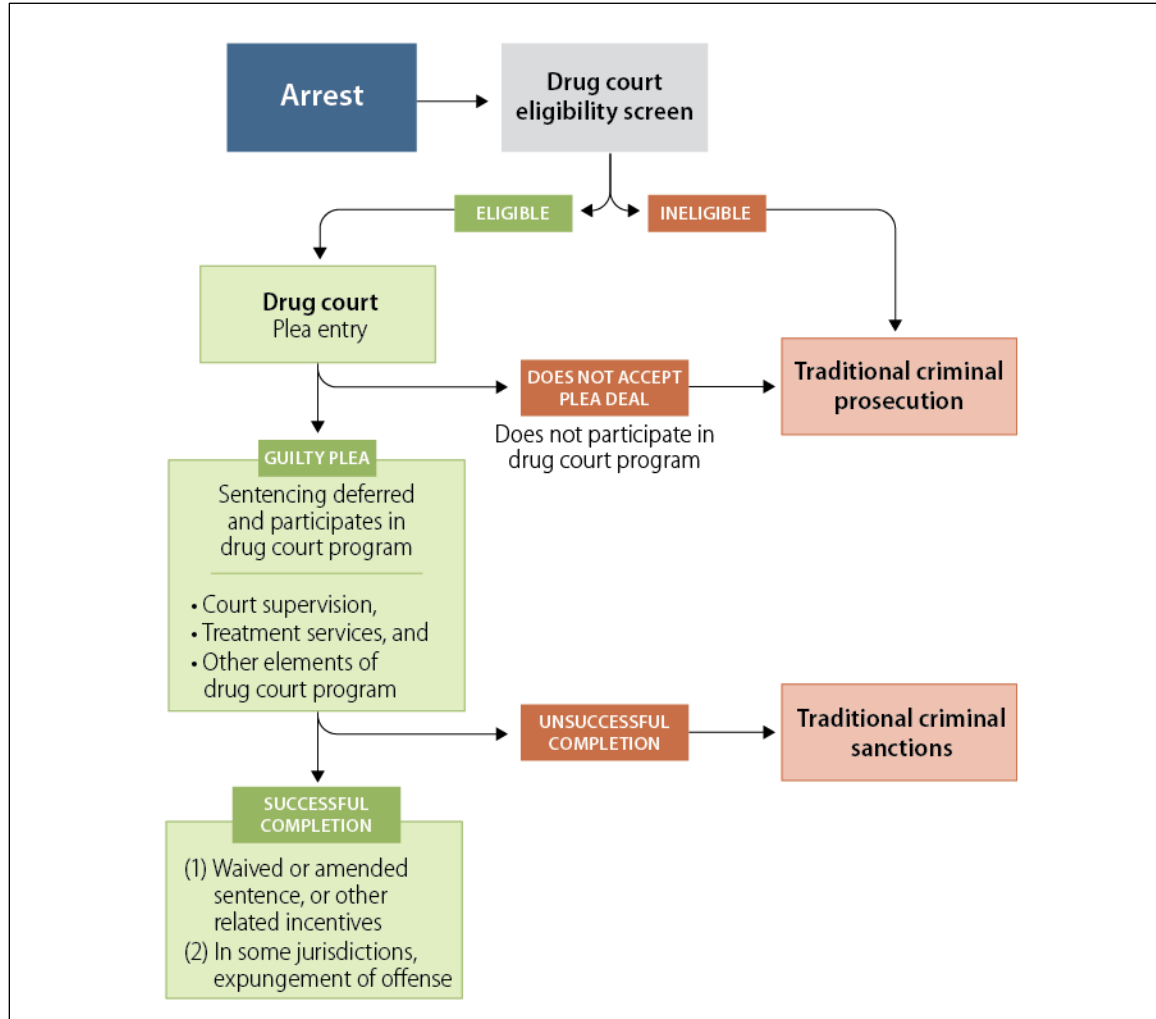 Arrest
Drug court
eligibility screen
ELIGIBLE
INELIGIBLE
Drug court
Plea entry
DOES NOT ACCEPT
PLEA DEAL
Does not participate in
drug court program
Traditional criminal
prosecution
GUILTY PLEA
Sentencing deferred
and participates in
drug court program
• Court supervision,
• Treatment services, and
• Other elements of
drug court program
UNSUCCESSFUL
COMPLETION
Traditional criminal
sanctions
SUCCESSFUL
COMPLETION
(1) Waived or amended
sentence, or other
related incentives
(2) In some jurisdictions,
expungement of offense